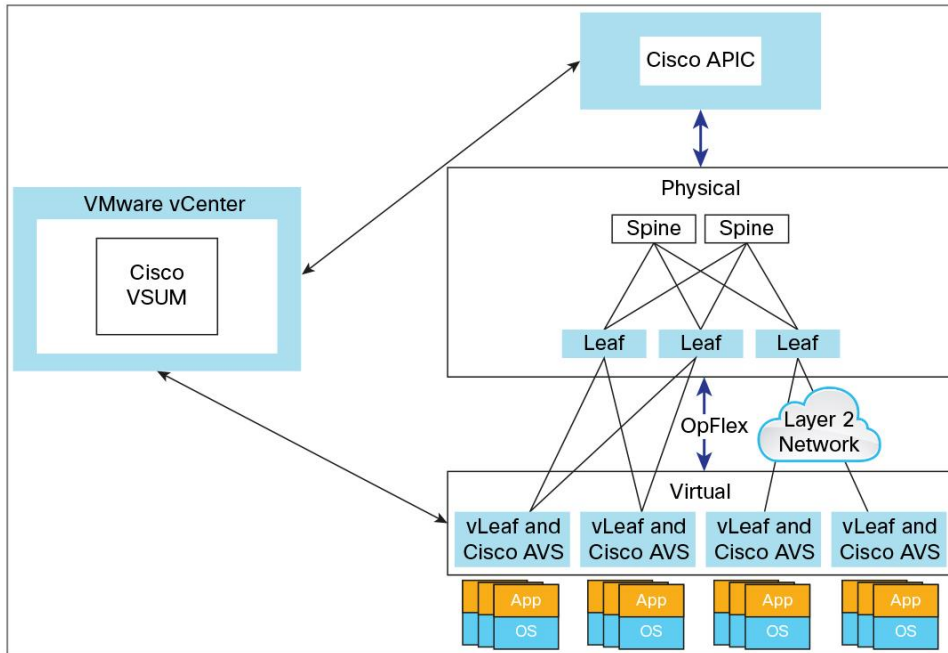 Cisco APIC
Physical
Spine
Spine
VMware vCenter
Cisco
VSUM
Leaf
Leaf
Leaf
OpFlex
Layer 2
Network
Virtual
vLeaf and
Cisco AVS
vLeaf and
Cisco AVS
vLeaf and
Cisco AVS
vLeaf and
Cisco AVS
App
OS
App
OS
App
OS
App
OS